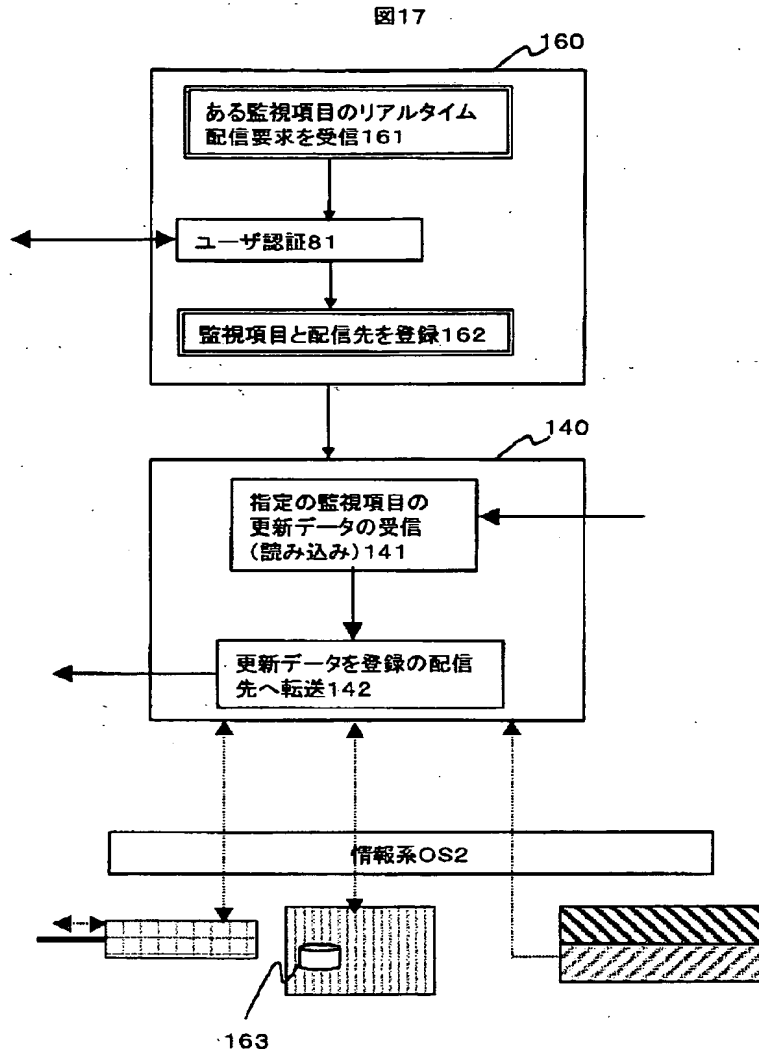 図17
160
ある監視項目のリアルタイム
配信要求を受信161
ユーザ認証81
監視項目と配信先を登録162
140
指定の監視項目の
更新データの受信
(読み込み)141
更新データを登録の配信
先へ転送142
情報系OS2
163